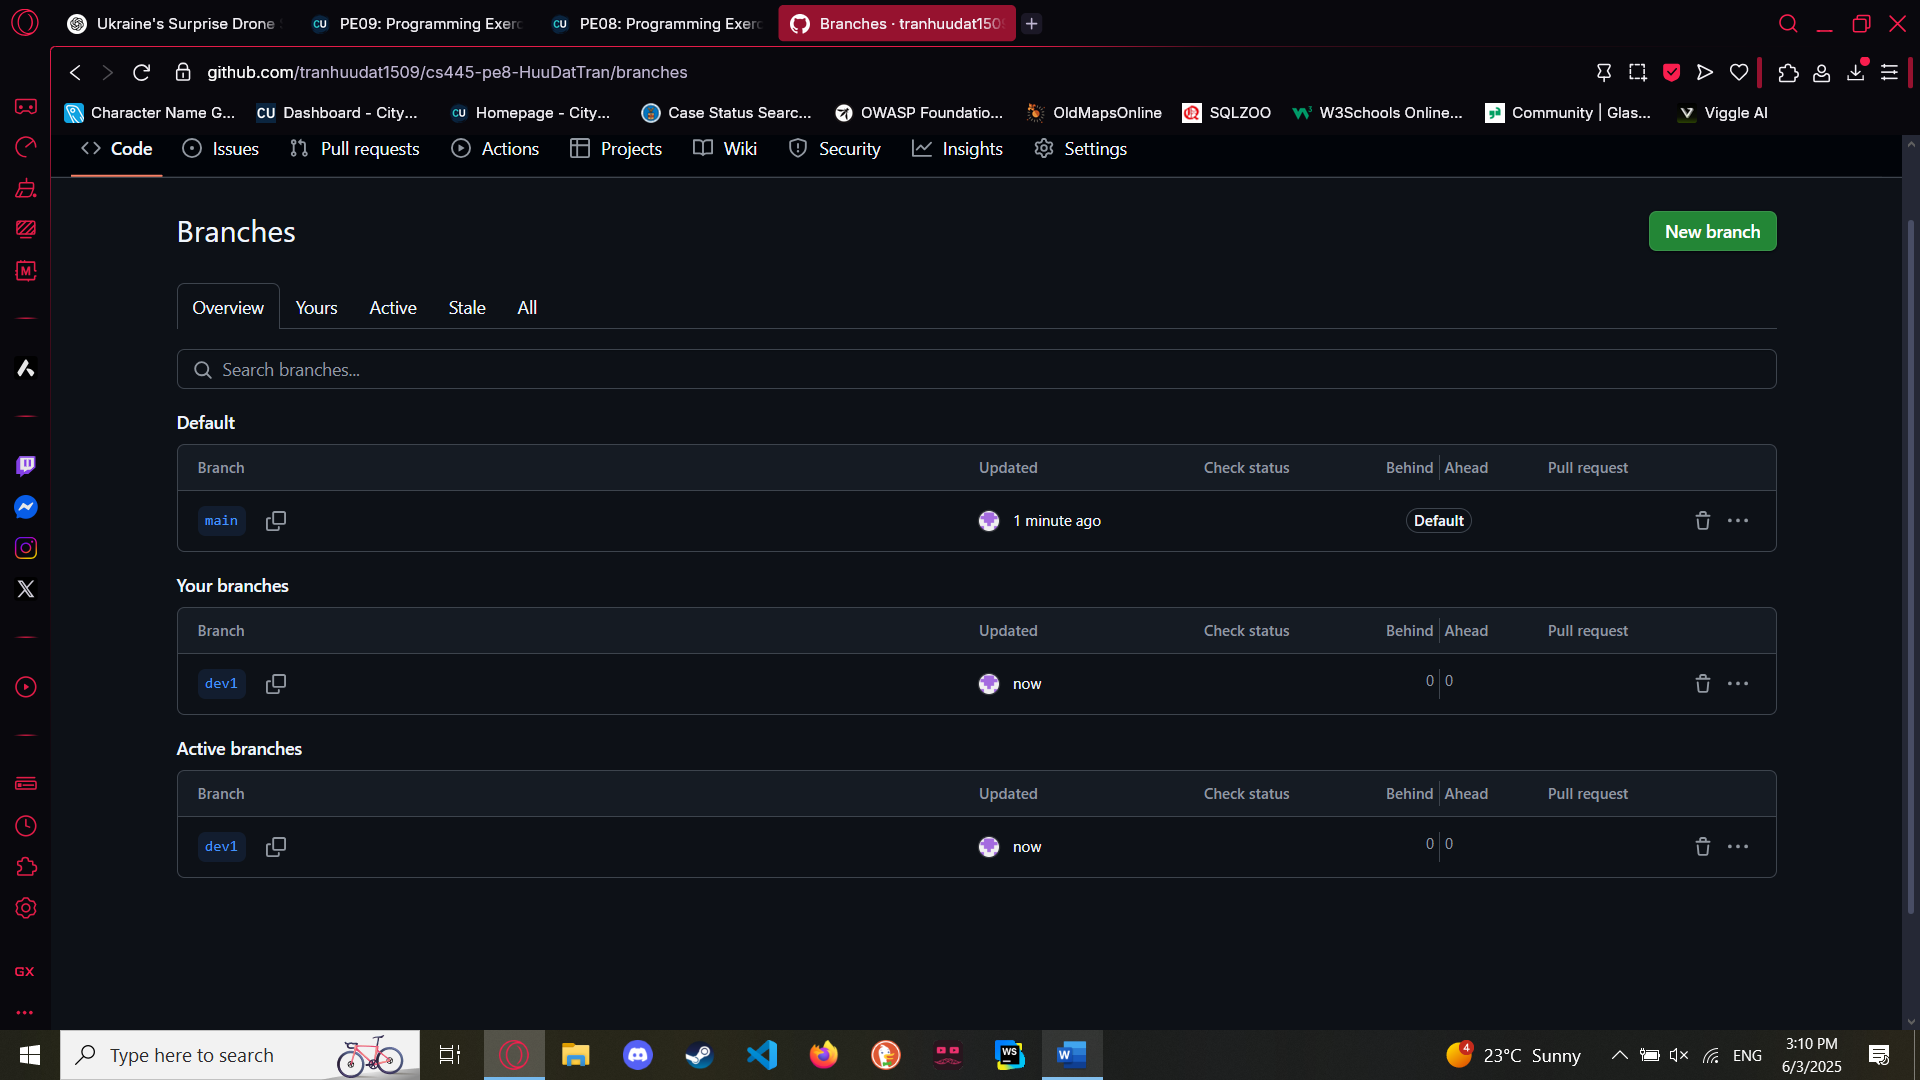 Ukraine's Surprise Drone
CU PE09: Programming Exerc
CU PE08: Programming Exerc
Branches · tranhuudat150
github.com/tranhuudat1509/cs445-pe8-HuuDatTran/branches
Character Name G...
CU Dashboard - City...
CU Homepage - City...
Case Status Searc...
OWASP Foundatio...
OldMapsOnline
SQLZOO
W3Schools Online...
Community | Glas...
Viggle AI
Code
Issues
Pull requests
Actions
Projects
Wiki
Security
Insights
Settings
Branches
New branch
Overview
Yours
Active
Stale
All
Search branches...
Default
Branch Updated Check status Behind Ahead Pull request
main 1 minute ago Default
Your branches
Branch Updated Check status Behind Ahead Pull request
dev1 now 0 0
Active branches
Branch Updated Check status Behind Ahead Pull request
dev1 now 0 0
M
GX
Type here to search
WS
W
4
23°C Sunny
ENG
3:10 PM
6/3/2025